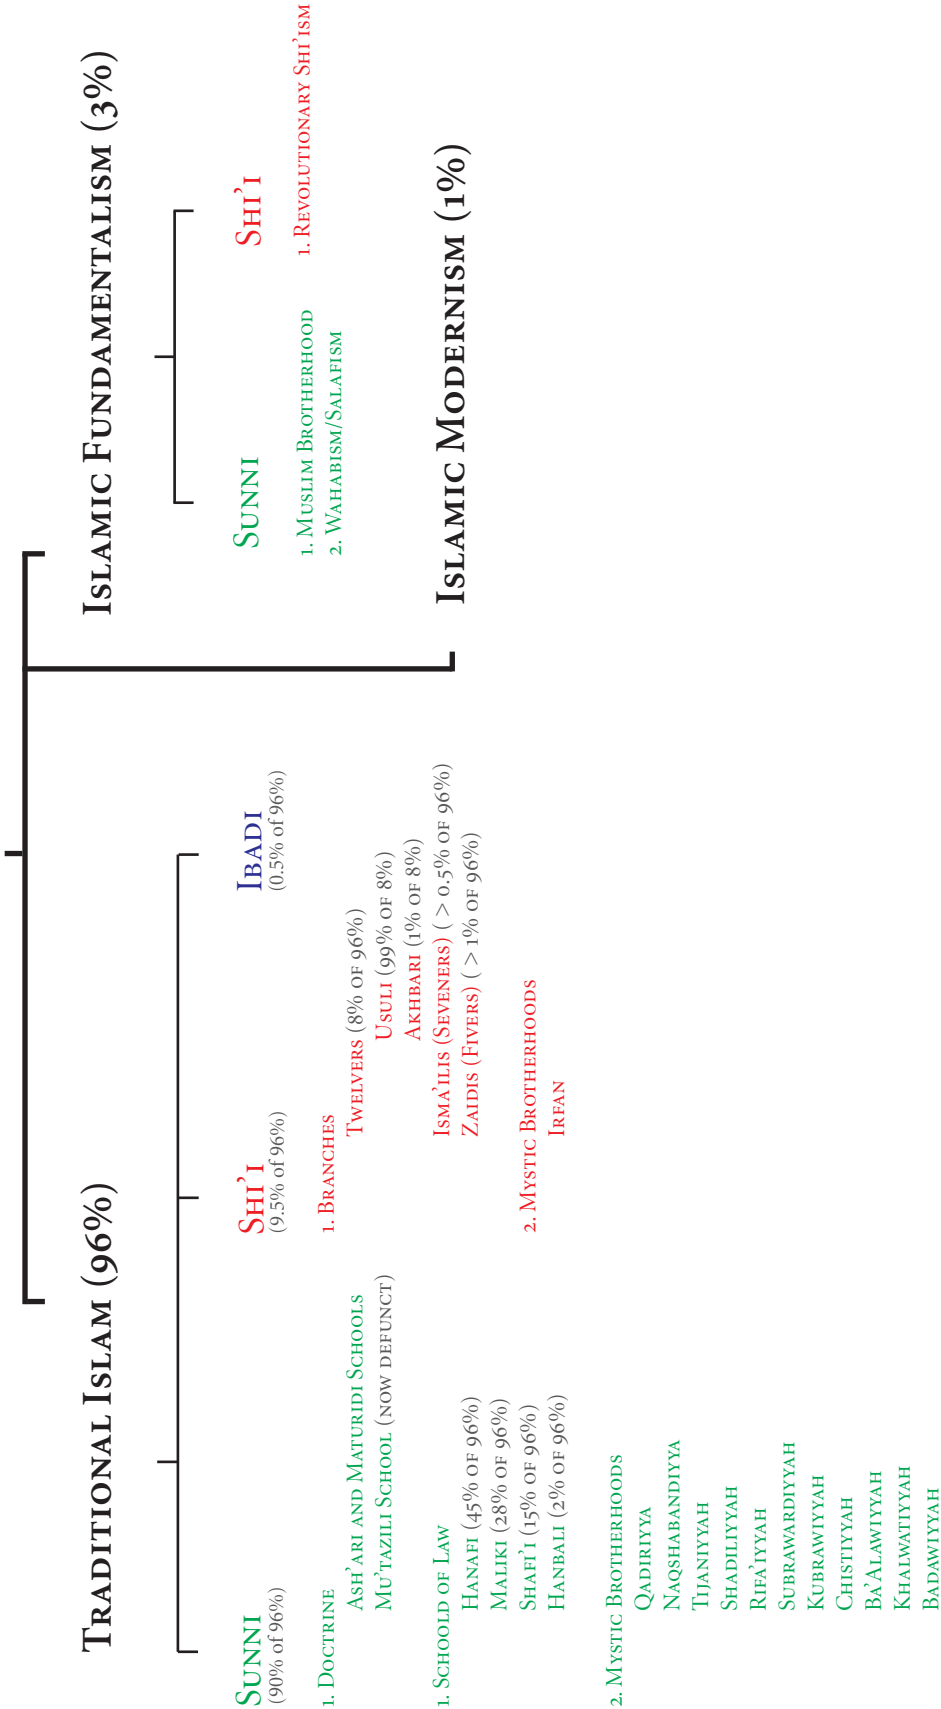 Traditional Islam (96%)
Sunni
(90% of 96%)
1. Doctrine
Ash'ari and Maturidi Schools
Mu'tazili School (now defunct)
1. Schoold of Law
Hanafi (45% of 96%)
Maliki (28% of 96%)
Shafi'i (15% of 96%)
Hanbali (2% of 96%)
2. Mystic Brotherhoods
Qadiriyya
Naqshabandiyya
Tijaniyyah
Shadiliyyah
Rifa'iyyah
Subrawardiyyah
Kubrawiyyah
Chistiyyah
Ba'Alawiyyah
Khalwatiyyah
Badawiyyah
Shi'i
(9.5% of 96%)
1. Branches
Twelvers (8% of 96%)
Usuli (99% of 8%)
Akhbari (1% of 8%)
Isma'ilis (Seveners) ( > 0.5% of 96%)
Zaidis (Fivers) ( > 1% of 96%)
2. Mystic Brotherhoods
Irfan
Ibadi
(0.5% of 96%)
Islamic Fundamentalism (3%)
Sunni
1. Muslim Brotherhood
2. Wahabism/Salafism
Shi'i
1. Revolutionary Shi'ism
Islamic Modernism (1%)